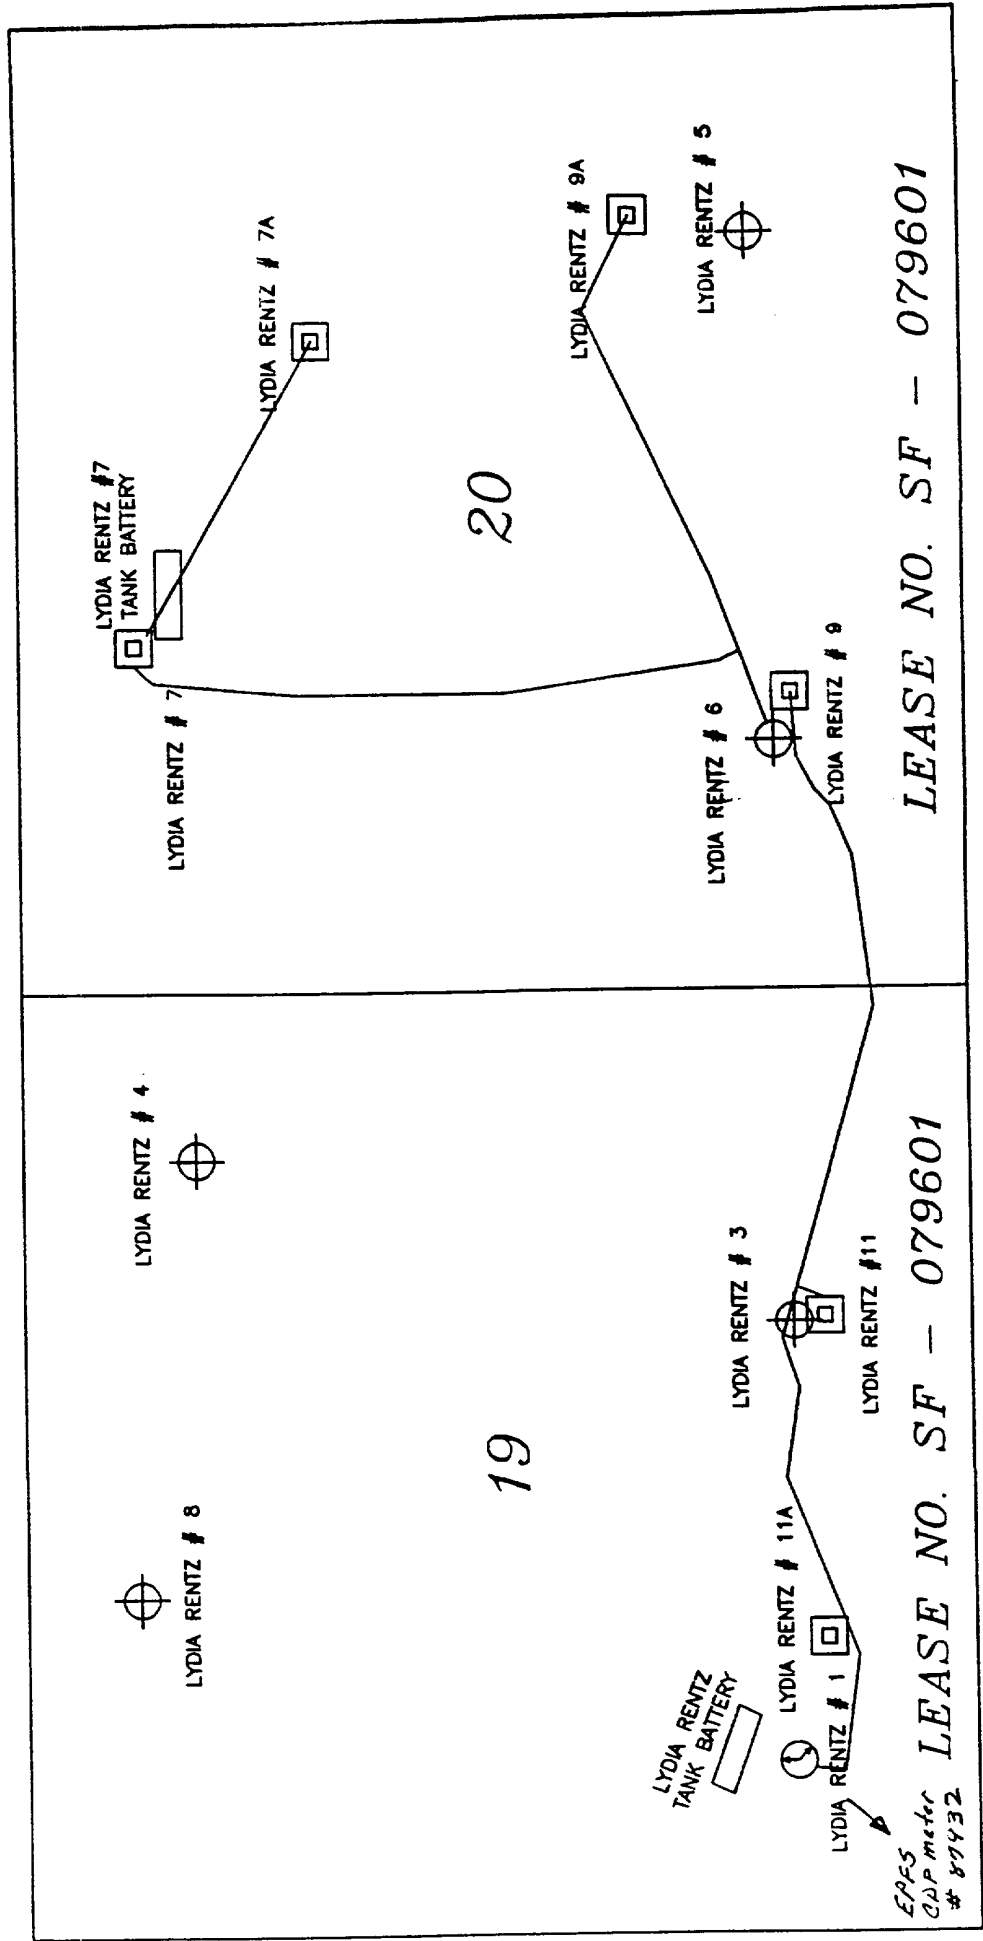 LYDIA RENTZ # 8
LYDIA RENTZ # 4
LYDIA RENTZ # 7
LYDIA RENTZ #7
TANK BATTERY
LYDIA RENTZ # 7A
19
20
LYDIA RENTZ # 9A
LYDIA RENTZ # 5
LYDIA RENTZ # 6
LYDIA RENTZ # 9
LYDIA RENTZ # 3
LYDIA RENTZ #11
LYDIA RENTZ # 11A
LYDIA RENTZ
TANK BATTERY
LYDIA RENTZ # 1
EPFS
CDP meter
# 87432
LEASE NO. SF - 079601
LEASE NO. SF - 079601